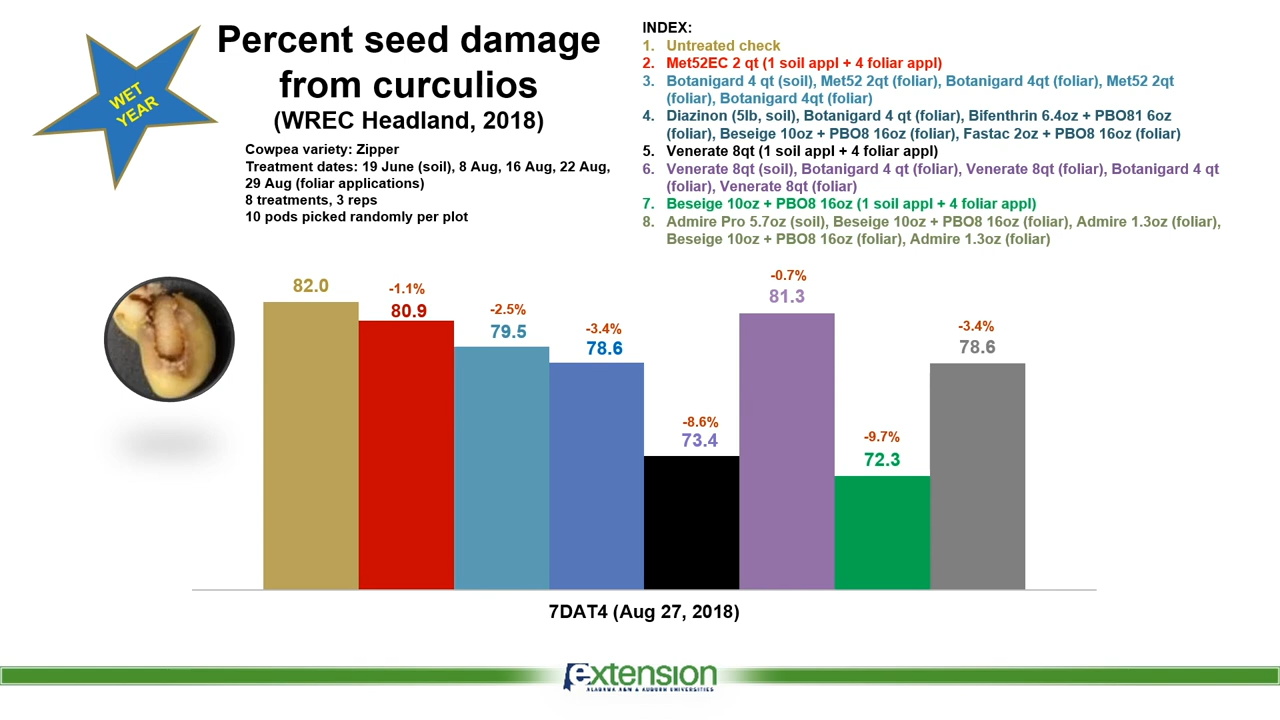 WET
YEAR
Percent seed damage
from curculios
(WREC Headland, 2018)
Cowpea variety: Zipper
Treatment dates: 19 June (soil), 8 Aug, 16 Aug, 22 Aug,
29 Aug (foliar applications)
8 treatments, 3 reps
10 pods picked randomly per plot
INDEX:
1. Untreated check
2. Met52EC 2 qt (1 soil appl + 4 foliar appl)
3. Botanigard 4 qt (soil), Met52 2qt (foliar), Botanigard 4qt (foliar), Met52 2qt
(foliar), Botanigard 4qt (foliar)
4. Diazinon (5lb, soil), Botanigard 4 qt (foliar), Bifenthrin 6.4oz + PBO81 6oz
(foliar), Beseige 10oz + PBO8 16oz (foliar), Fastac 2oz + PBO8 16oz (foliar)
5. Venerate 8qt (1 soil appl + 4 foliar appl)
6. Venerate 8qt (soil), Botanigard 4 qt (foliar), Venerate 8qt (foliar), Botanigard 4 qt
(foliar), Venerate 8qt (foliar)
7. Beseige 10oz + PBO8 16oz (1 soil appl + 4 foliar appl)
8. Admire Pro 5.7oz (soil), Beseige 10oz + PBO8 16oz (foliar), Admire 1.3oz (foliar),
Beseige 10oz + PBO8 16oz (foliar), Admire 1.3oz (foliar)
82.0
-1.1%
80.9
-2.5%
79.5
-3.4%
78.6
-8.6%
73.4
-0.7%
81.3
-9.7%
72.3
-3.4%
78.6
7DAT4 (Aug 27, 2018)
extension
ALABAMA A&M & AUBURN UNIVERSITIES